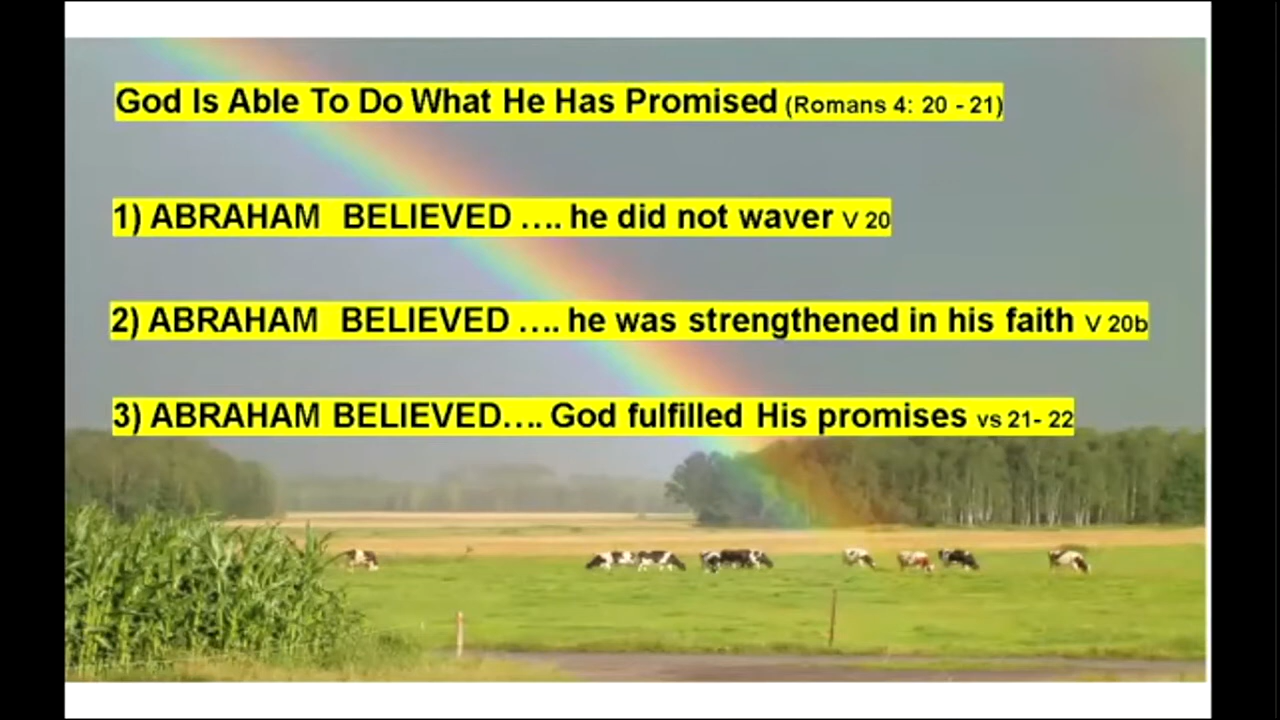 God Is Able To Do What He Has Promised (Romans 4: 20 - 21)
1) ABRAHAM  BELIEVED …. he did not waver V 20
2) ABRAHAM  BELIEVED …. he was strengthened in his faith V 20b
3) ABRAHAM BELIEVED…. God fulfilled His promises vs 21- 22